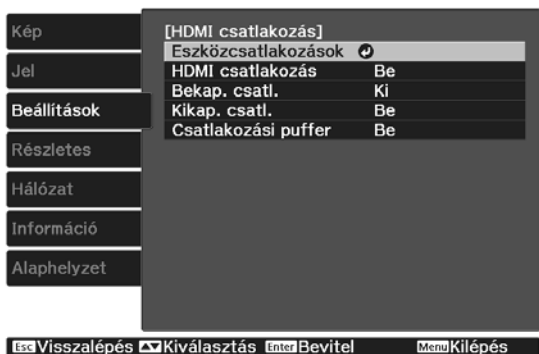 Kép
Jel
Beállítások
Részletes
Hálózat
Információ
Alaphelyzet
[HDMI csatlakozás]
Eszközcsatlakozások
HDMI csatlakozás Be
Bekap. csatl. Ki
Kikap. csatl. Be
Csatlakozási puffer Be
Esc Visszalépés Kiválasztás Enter Bevitel Menu Kilépés